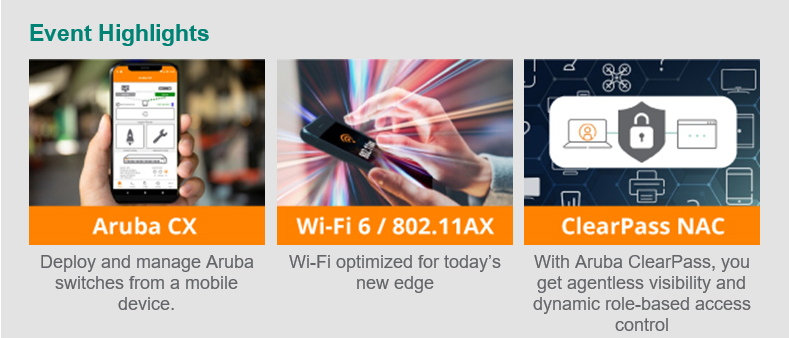 Event Highlights
Aruba CX
Deploy and manage Aruba
switches from a mobile
device.
Wi-Fi 6 / 802.11AX
Wi-Fi optimized for today's
new edge
ClearPass NAC
With Aruba ClearPass, you
get agentless visibility and
dynamic role-based access
control